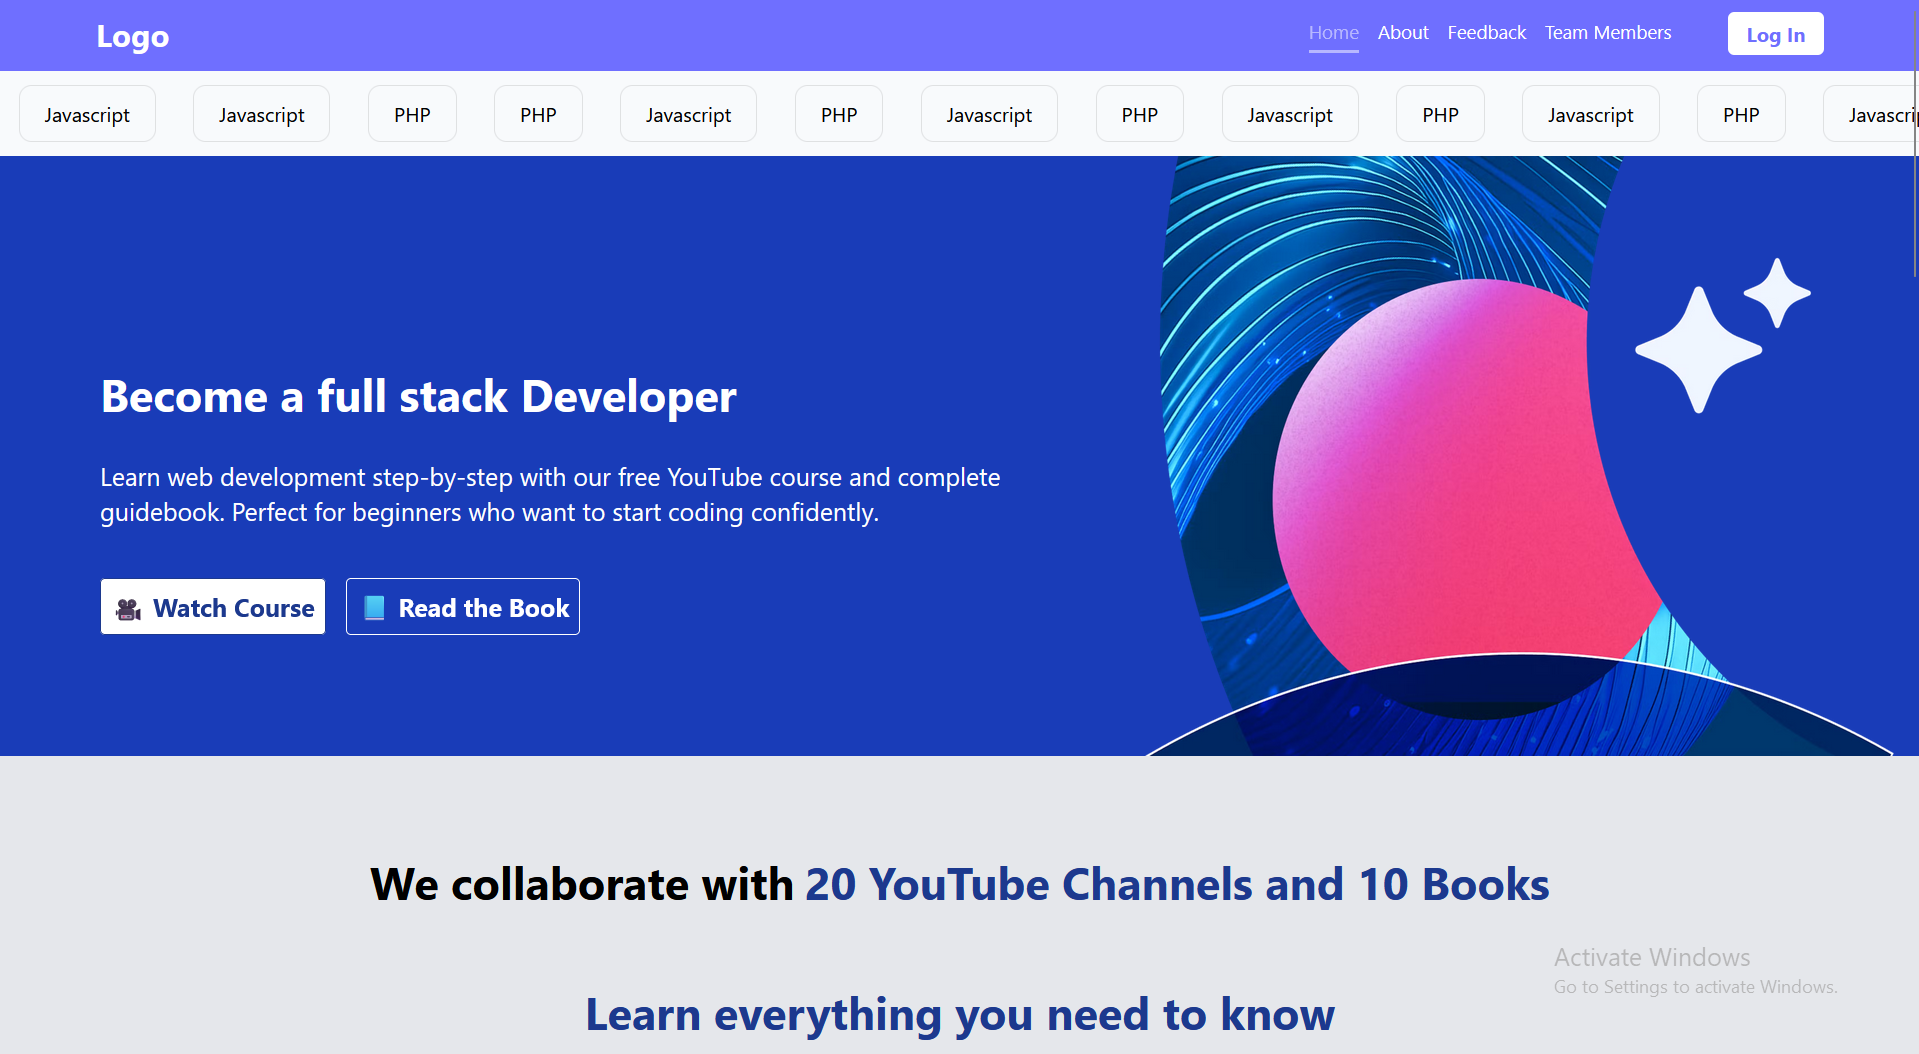 Logo
Home About Feedback Team Members Log In
Javascript Javascript PHP PHP Javascript PHP Javascript PHP Javascript PHP Javascript PHP
Become a full stack Developer
Learn web development step-by-step with our free YouTube course and complete
guidebook. Perfect for beginners who want to start coding confidently.
Watch Course
Read the Book
We collaborate with 20 YouTube Channels and 10 Books
Learn everything you need to know
Activate Windows
Go to Settings to activate Windows.